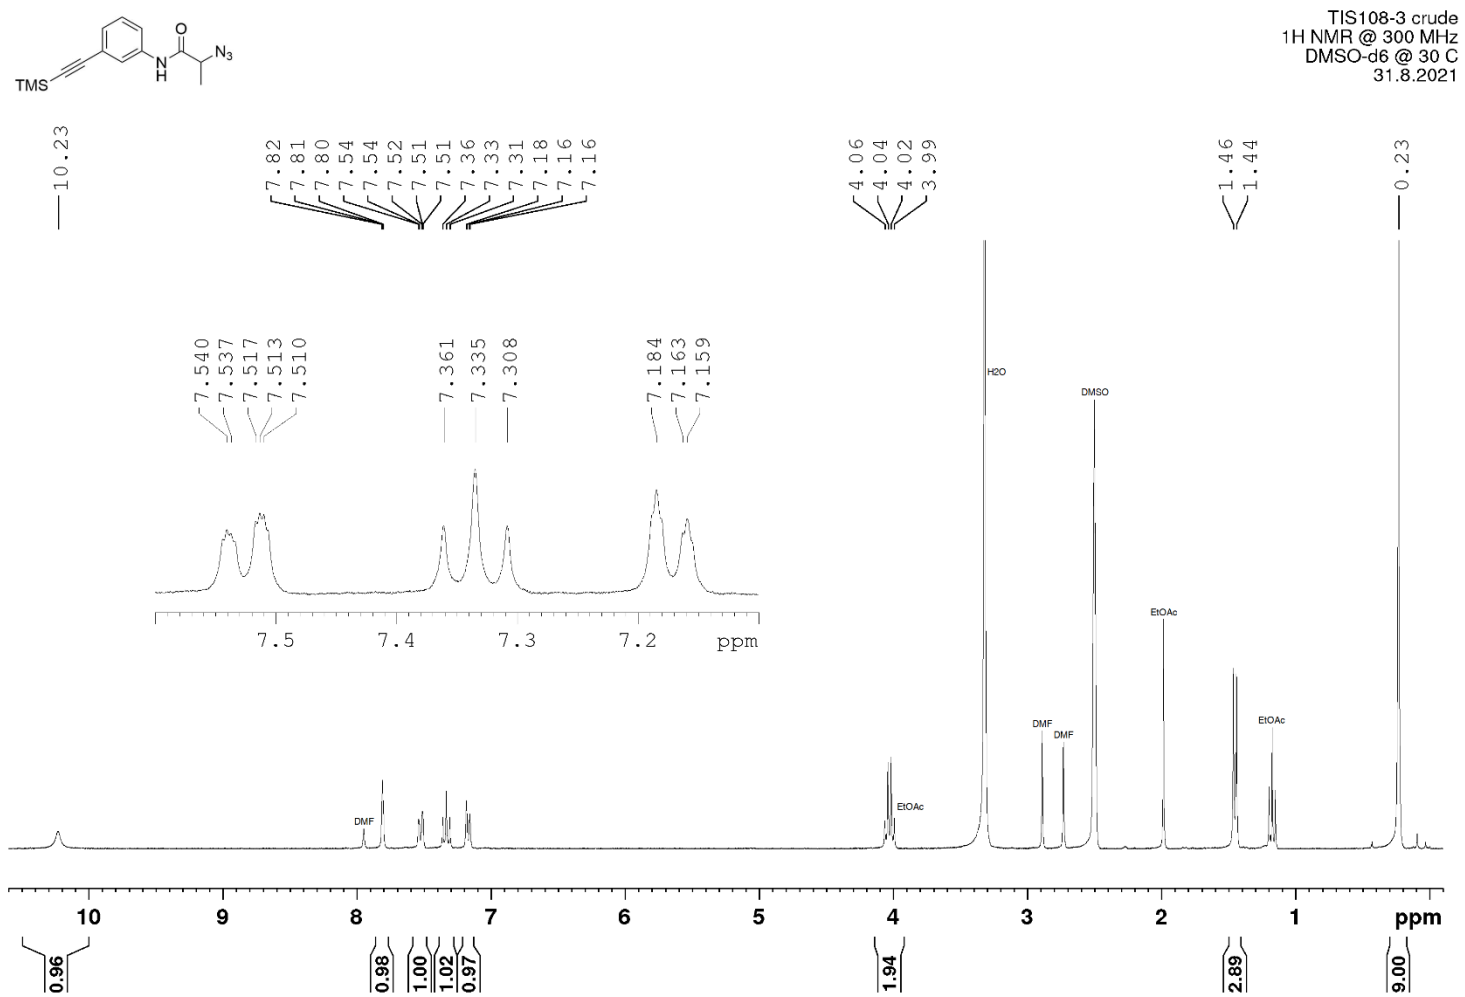 TIS108-3 crude
1H NMR @ 300 MHz
DMSO-d6 @ 30 C
31.8.2021
O
N3
N
H
TMS
10.23
7.82
7.81
7.80
7.54
7.54
7.52
7.51
7.51
7.36
7.33
7.31
7.18
7.16
7.16
4.06
4.04
4.02
3.99
1.46
1.44
0.23
7.540
7.537
7.517
7.513
7.510
7.361
7.335
7.308
7.184
7.163
7.159
7.5 7.4 7.3 7.2 ppm
H2O
DMSO
EtOAc
DMF
DMF
EtOAc
EtOAc
DMF
10 9 8 7 6 5 4 3 2 1 ppm
0.96
0.98
1.00
1.02
0.97
1.94
2.89
9.00